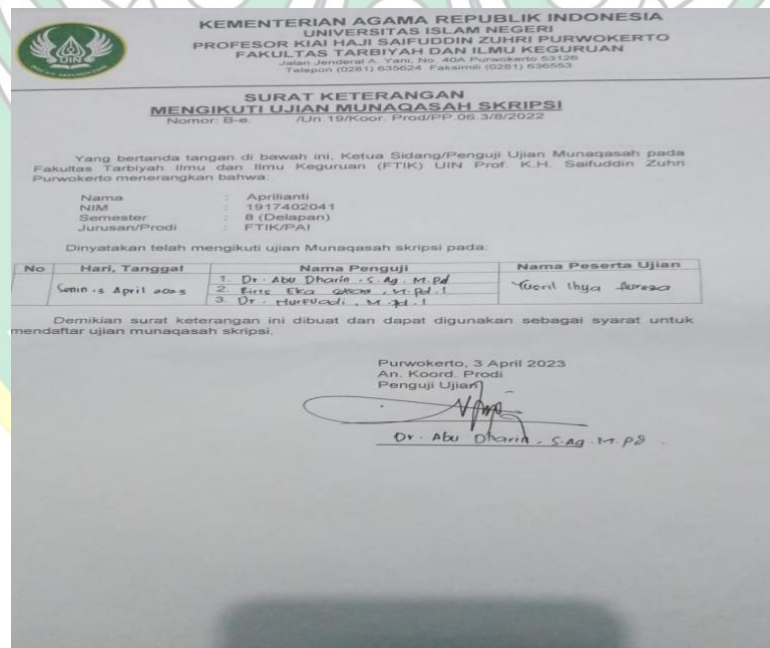 KEMENTERIAN AGAMA REPUBLIK INDONESIA
UNIVERSITAS ISLAM NEGERI
PROFESOR KIAI HAJI SAIFUDDIN ZUHRI PURWOKERTO
FAKULTAS TARBIYAH DAN ILMU KEGURUAN
Jalan Jenderal A. Yani, No. 40A Purwokerto 53126
Telepon (0281) 635624 Faksimili (0281) 636553
UIN
SURAT KETERANGAN
MENGIKUTI UJIAN MUNAQASAH SKRIPSI
Nomor: B-e. /Un.19/Koor. Prod/PP.06.3/8/2022
Yang bertanda tangan di bawah ini, Ketua Sidang/Penguji Ujian Munaqasah pada
Fakultas Tarbiyah Ilmu dan Ilmu Keguruan (FTIK) UIN Prof. K.H. Saifuddin Zuhri
Purwokerto menerangkan bahwa:
Nama : Aprilianti
NIM : 1917402041
Semester : 8 (Delapan)
Jurusan/Prodi : FTIK/PAI
Dinyatakan telah mengikuti ujian Munaqasah skripsi pada:
No Hari, Tanggal Nama Penguji Nama Peserta Ujian
Senin, 3 April 2023
1. Dr. Abu Dharin. S.Ag. M.Pd
2. Eka M.Pd.I
3. Dr. M.Pd.I
Ihya
Demikian surat keterangan ini dibuat dan dapat digunakan sebagai syarat untuk
mendaftar ujian munaqasah skripsi.
Purwokerto, 3 April 2023
An. Koord. Prodi
Penguji Ujian
Dr. Abu Dharin. S.Ag. M.Pd.